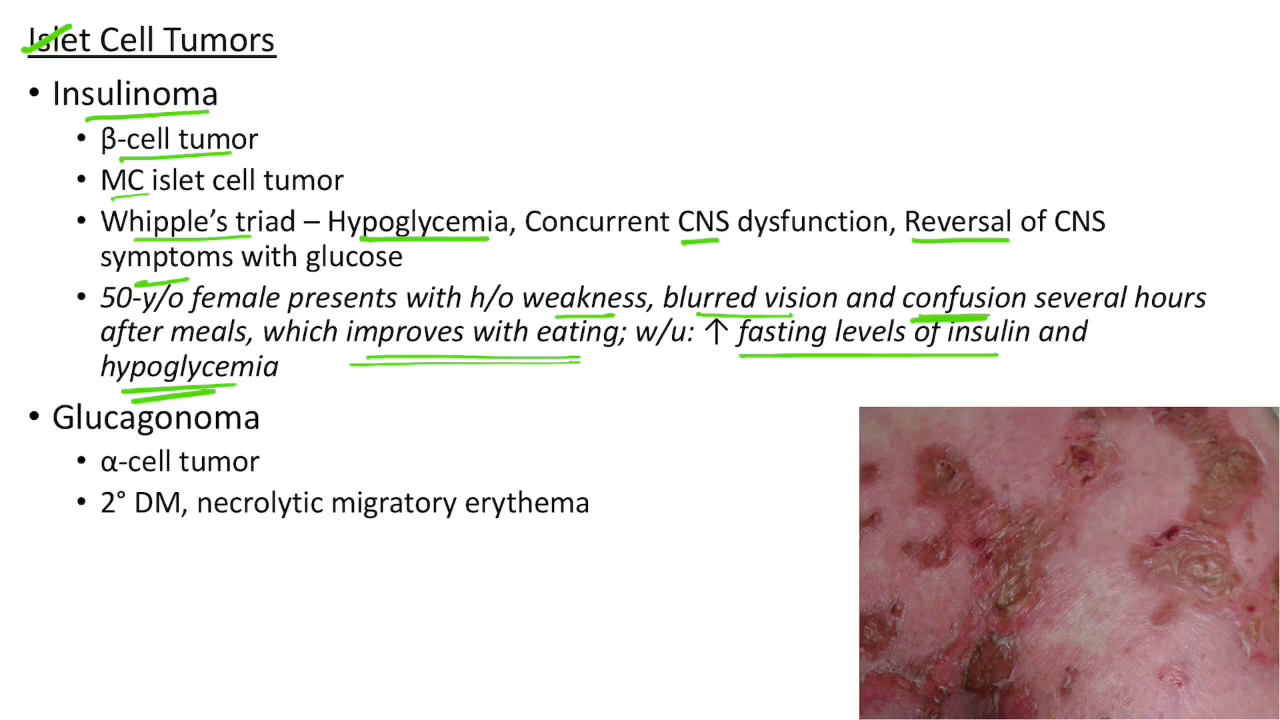 Islet Cell Tumors
• Insulinoma
• β-cell tumor
• MC islet cell tumor
• Whipple's triad – Hypoglycemia, Concurrent CNS dysfunction, Reversal of CNS
symptoms with glucose
• 50-y/o female presents with h/o weakness, blurred vision and confusion several hours
after meals, which improves with eating; w/u: ↑ fasting levels of insulin and
hypoglycemia
• Glucagonoma
• α-cell tumor
• 2° DM, necrolytic migratory erythema